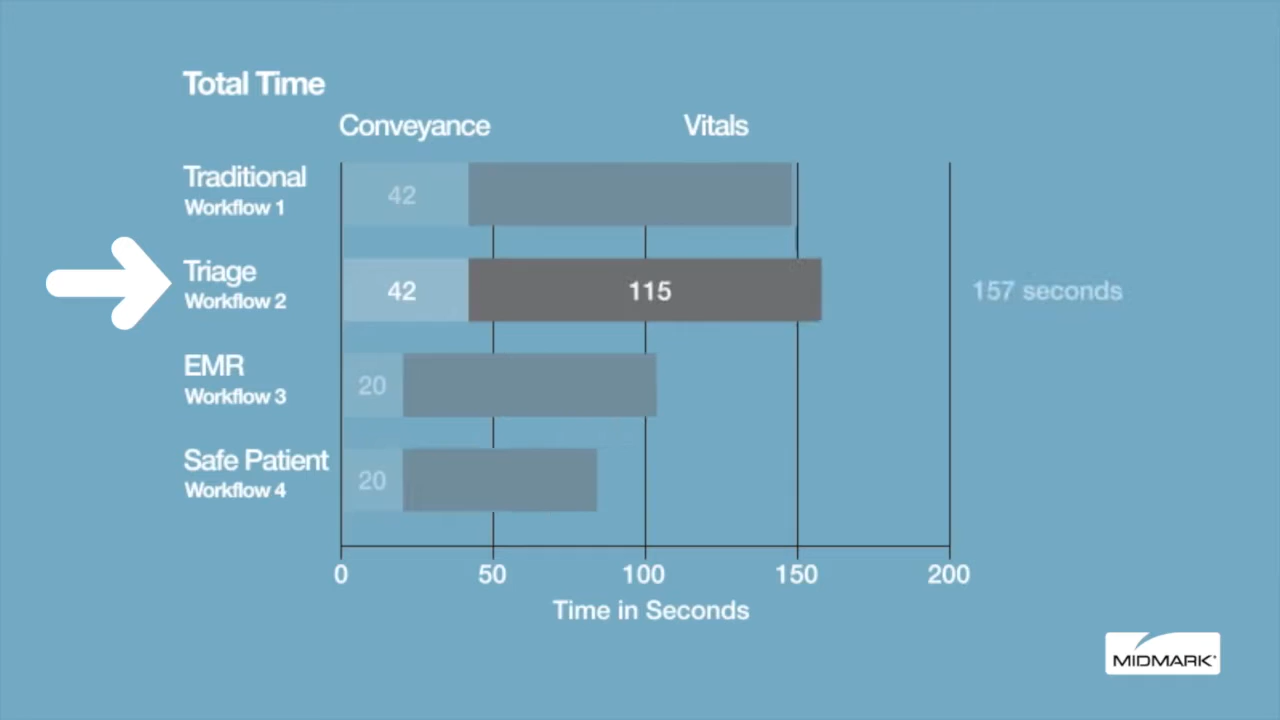 Total Time
Conveyance Vitals
Traditional
Workflow 1
42
Triage
Workflow 2
42 115
157 seconds
EMR
Workflow 3
20
Safe Patient
Workflow 4
20
0 50 100 150 200
Time in Seconds
MIDMARK